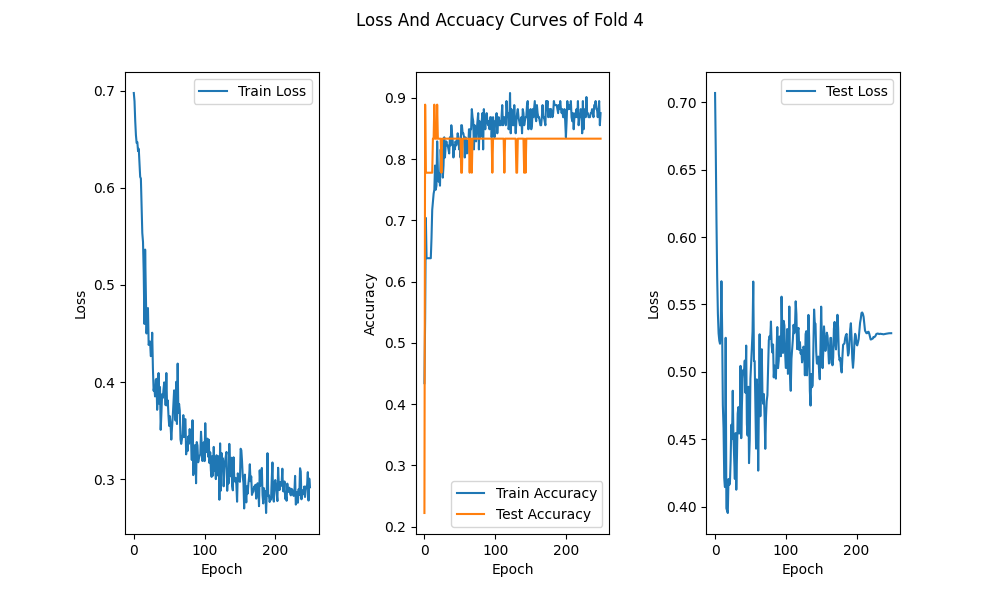 Loss And Accuacy Curves of Fold 4
Train Loss
0.7
0.6
0.5
0.4
0.3
Loss
0
100
200
Epoch
0.9
0.8
0.7
0.6
0.5
0.4
0.3
0.2
Accuracy
Train Accuracy
Test Accuracy
0
100
200
Epoch
Test Loss
0.70
0.65
0.60
0.55
0.50
0.45
0.40
Loss
0
100
200
Epoch